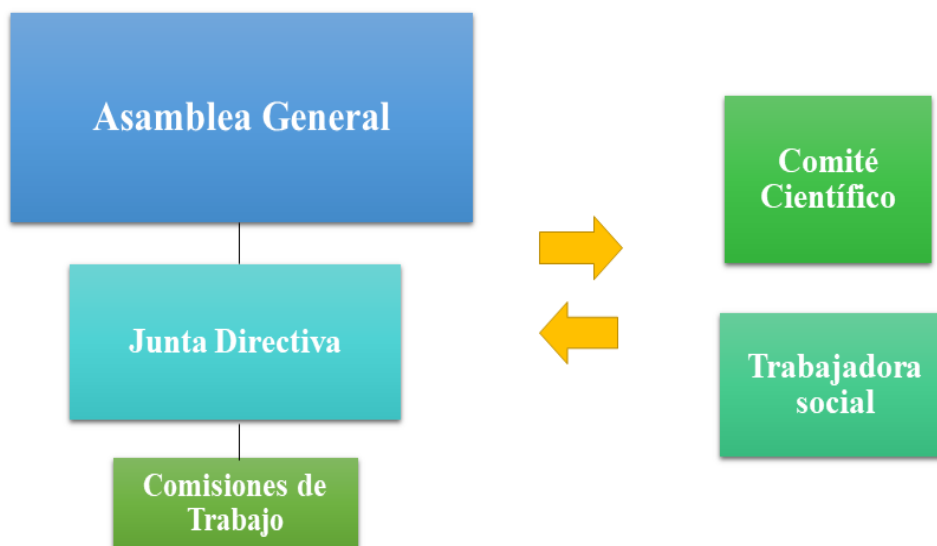 Asamblea General
Junta Directiva
Comisiones de
Trabajo
Comité
Científico
Trabajadora
social